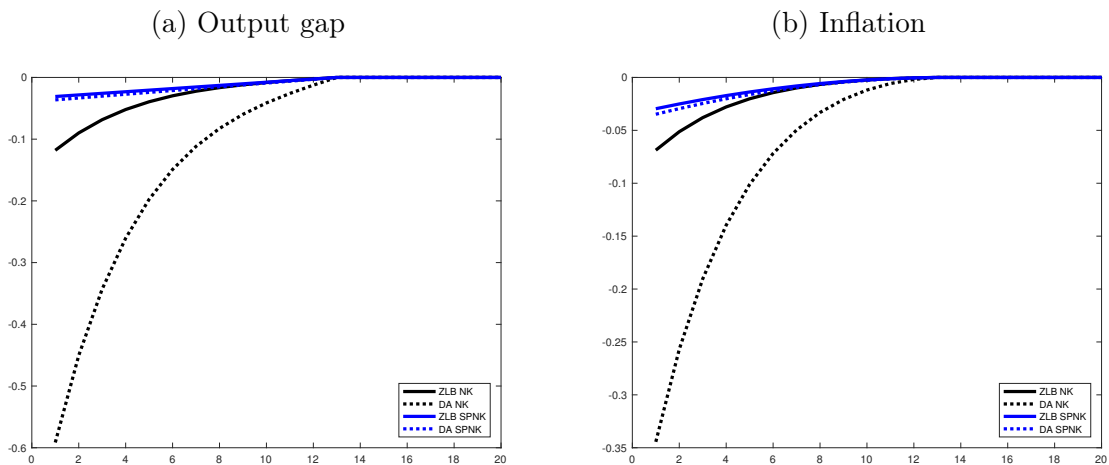 (a) Output gap
(b) Inflation
0
-0.1
-0.2
-0.3
-0.4
-0.5
-0.6
0 2 4 6 8 10 12 14 16 18 20
ZLB NK
DA NK
ZLB SPNK
DA SPNK
0
-0.05
-0.1
-0.15
-0.2
-0.25
-0.3
-0.35
0 2 4 6 8 10 12 14 16 18 20
ZLB NK
DA NK
ZLB SPNK
DA SPNK